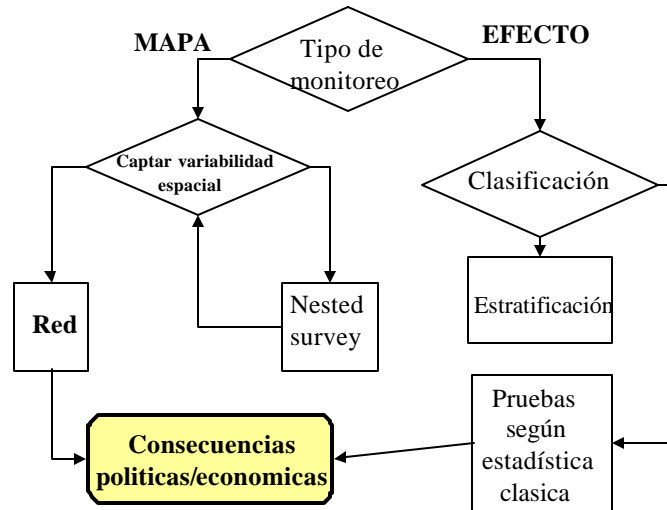 MAPA
Tipo de
monitoreo
EFECTO
Captar variabilidad
espacial
Clasificación
Red
Nested
survey
Estratificación
Consecuencias
politicas/economicas
Pruebas
según
estadística
clasica